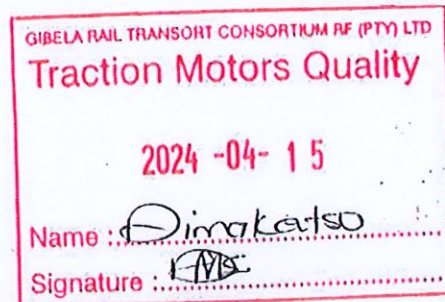 GIBELA RAIL TRANSORT CONSORTIUM RF (PTY) LTD
Traction Motors Quality
2024 -04- 15
Name : Dimakatso
Signature :